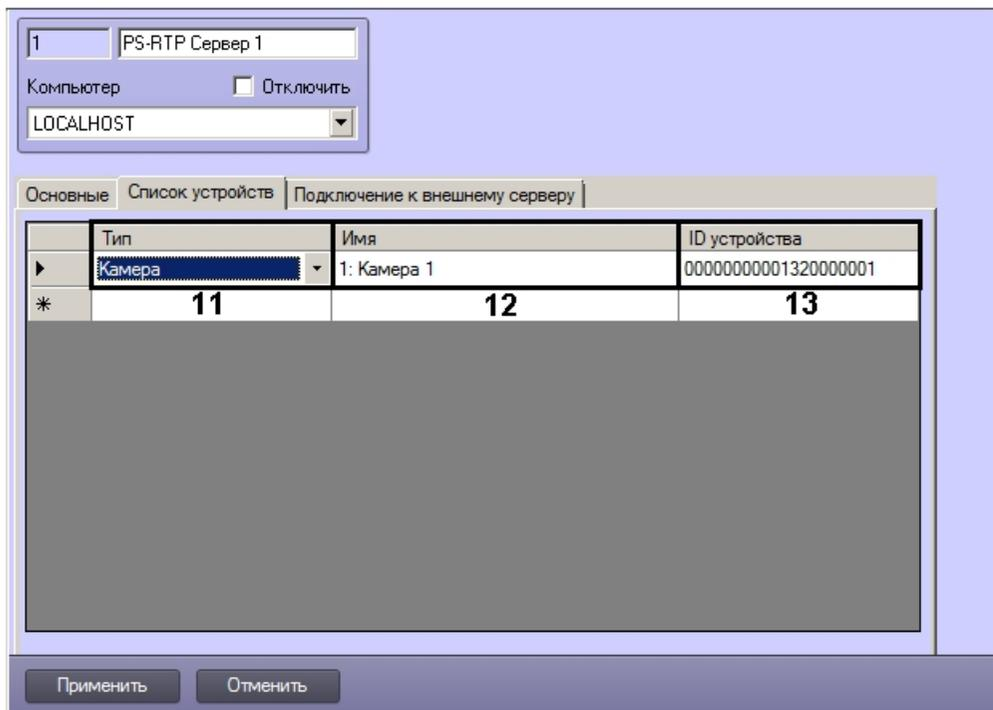 1 PS-RTP Сервер 1
Компьютер Отключить
LOCALHOST
Основные Список устройств Подключение к внешнему серверу
Тип Имя ID устройства
Камера 1: Камера 1 00000000001320000001
11 12 13
Применить Отменить